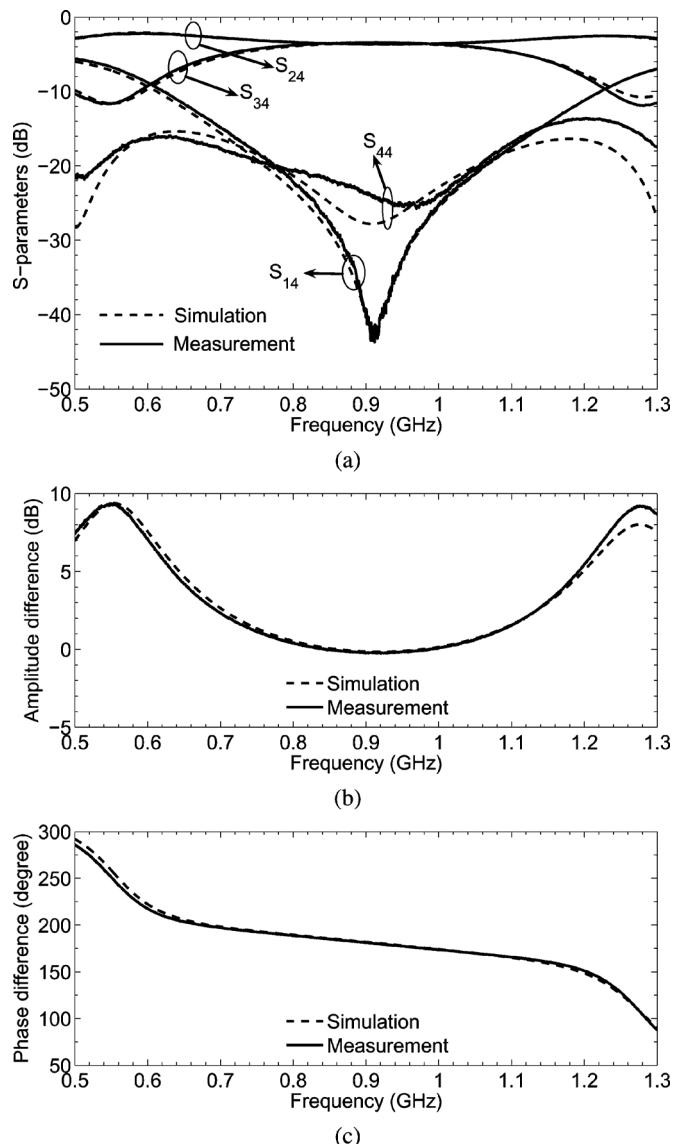 0
−10
−20
−30
−40
−50
S−parameters (dB)
S24
S34
S44
S14
Simulation
Measurement
0.5 0.6 0.7 0.8 0.9 1 1.1 1.2 1.3
Frequency (GHz)
(a)
10
5
0
−5
Amplitude difference (dB)
Simulation
Measurement
0.5 0.6 0.7 0.8 0.9 1 1.1 1.2 1.3
Frequency (GHz)
(b)
300
250
200
150
100
50
Phase difference (degree)
Simulation
Measurement
0.5 0.6 0.7 0.8 0.9 1 1.1 1.2 1.3
Frequency (GHz)
(c)